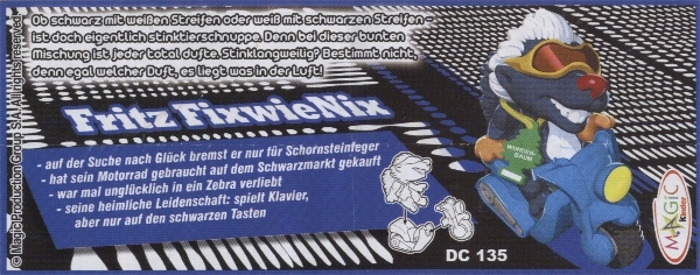 Ob schwarz mit weißen Streifen oder weiß mit schwarzen Streifen -
ist doch eigentlich stinktierschnuppe. Denn bei dieser bunten
Mischung ist jeder total dufte. Stinklangweilig? Bestimmt nicht,
denn egal welcher Duft, es liegt was in der Luft!
Fritz FixwieNix
- auf der Suche nach Glück bremst er nur für Schornsteinfeger
- hat sein Motorrad gebraucht auf dem Schwarzmarkt gekauft
- war mal unglücklich in ein Zebra verliebt
- seine heimliche Leidenschaft: spielt Klavier,
aber nur auf den schwarzen Tasten
WUNDER-
BAUM
DC 135
MAGIC
Kinder
© Magic Production Group S.A. All rights reserved.